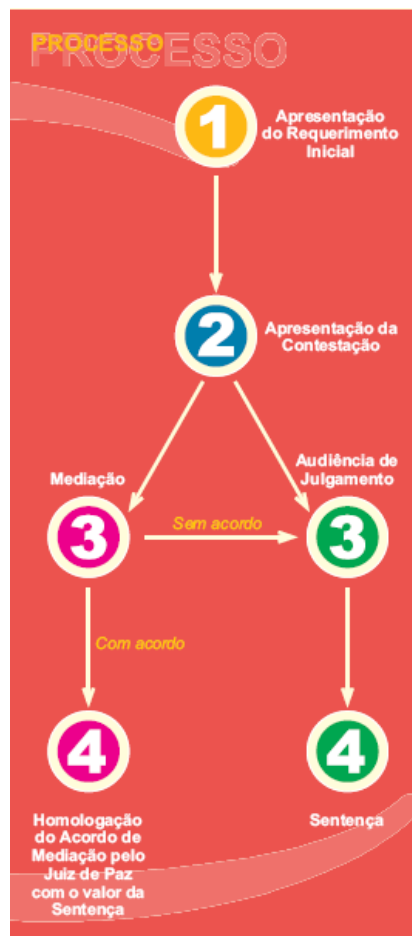 PROCESSO
PROCESSO
1
Apresentação
do Requerimento
Inicial
2
Apresentação da
Contestação
Mediação
Audiência de
Julgamento
3
Sem acordo
3
Com acordo
4
4
Homologação
do Acordo de
Mediação pelo
Juiz de Paz
com o valor da
Sentença
Sentença